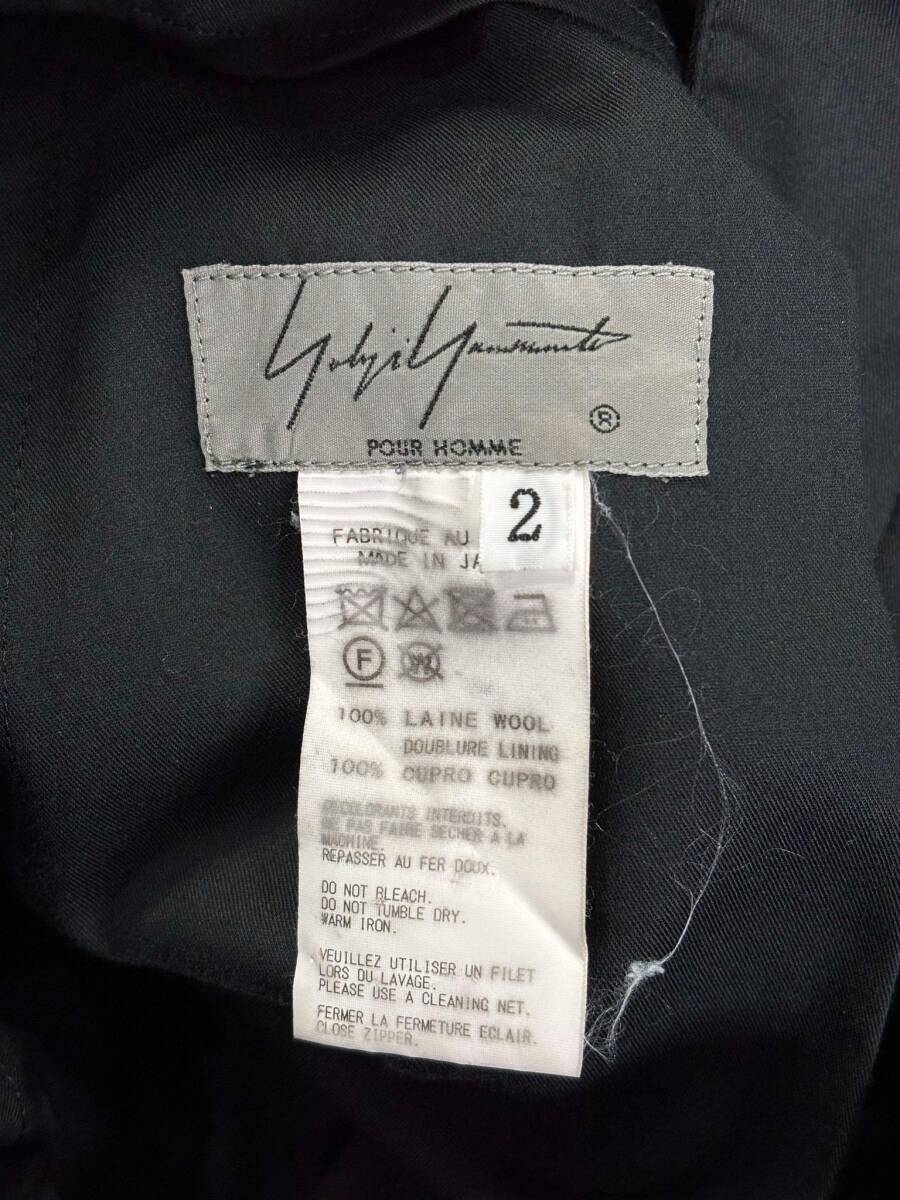 Yohji Yamamoto
®
POUR HOMME
2
FABRIQUE AU
MADE IN JA
F
W
100% LAINE WOOL
DOUBLURE LINING
100% CUPRO CUPRO
DECOLORANTS INTERDITS.
NE PAS FAIRE SECHER A LA
MACHINE.
REPASSER AU FER DOUX.
DO NOT BLEACH.
DO NOT TUMBLE DRY.
WARM IRON.
VEUILLEZ UTILISER UN FILET
LORS DU LAVAGE.
PLEASE USE A CLEANING NET.
FERMER LA FERMETURE ECLAIR.
CLOSE ZIPPER.